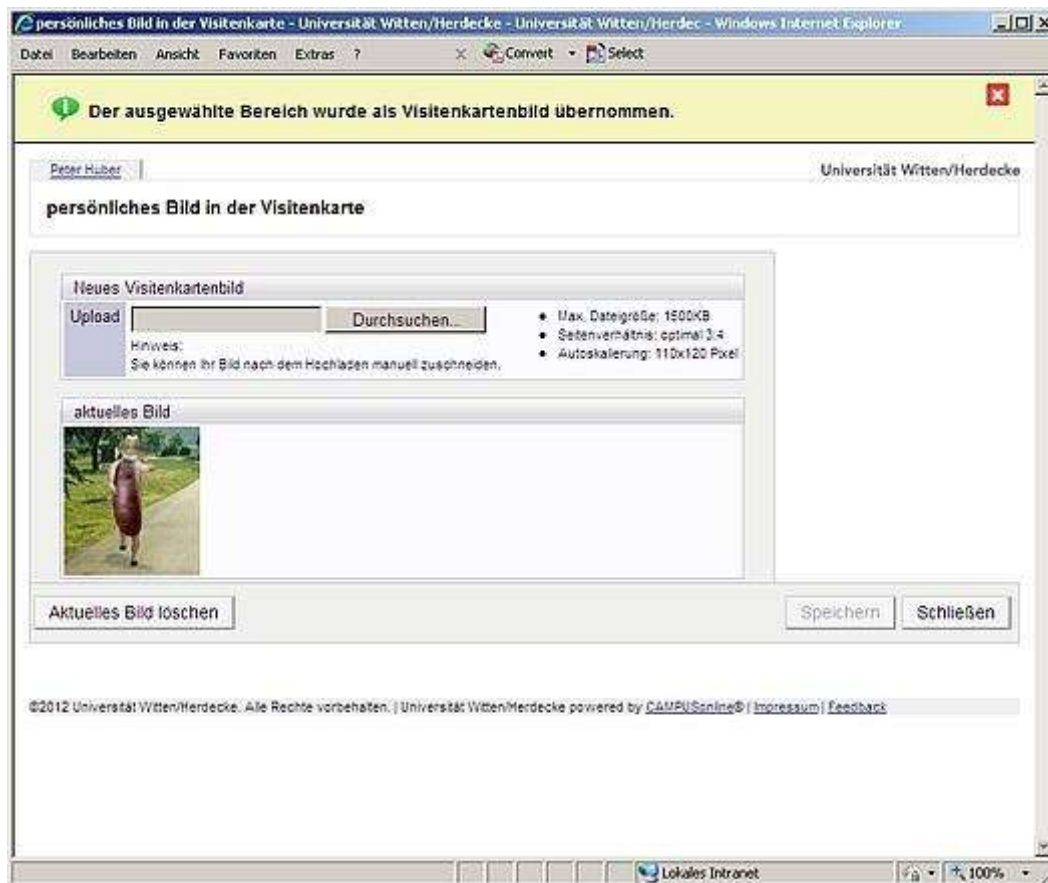 persönliches Bild in der Visitenkarte - Universität Witten/Herdecke - Universität Witten/Herdec - Windows Internet Explorer
Datei Bearbeiten Ansicht Favoriten Extras ? x Convert Select
Der ausgewählte Bereich wurde als Visitenkartenbild übernommen.
Peter Huber
Universität Witten/Herdecke
persönliches Bild in der Visitenkarte
Neues Visitenkartenbild
Upload Durchsuchen...
Hinweis:
Sie können Ihr Bild nach dem Hochladen manuell zuschneiden.
• Max. Dateigröße: 1500KB
• Seitenverhältnis: optimal 3:4
• Autoskalierung: 110x120 Pixel
aktuelles Bild
Aktuelles Bild löschen Speichern Schließen
©2012 Universität Witten/Herdecke. Alle Rechte vorbehalten. | Universität Witten/Herdecke powered by CAMPUSonline® | Impressum | Feedback
Lokales Intranet 100%